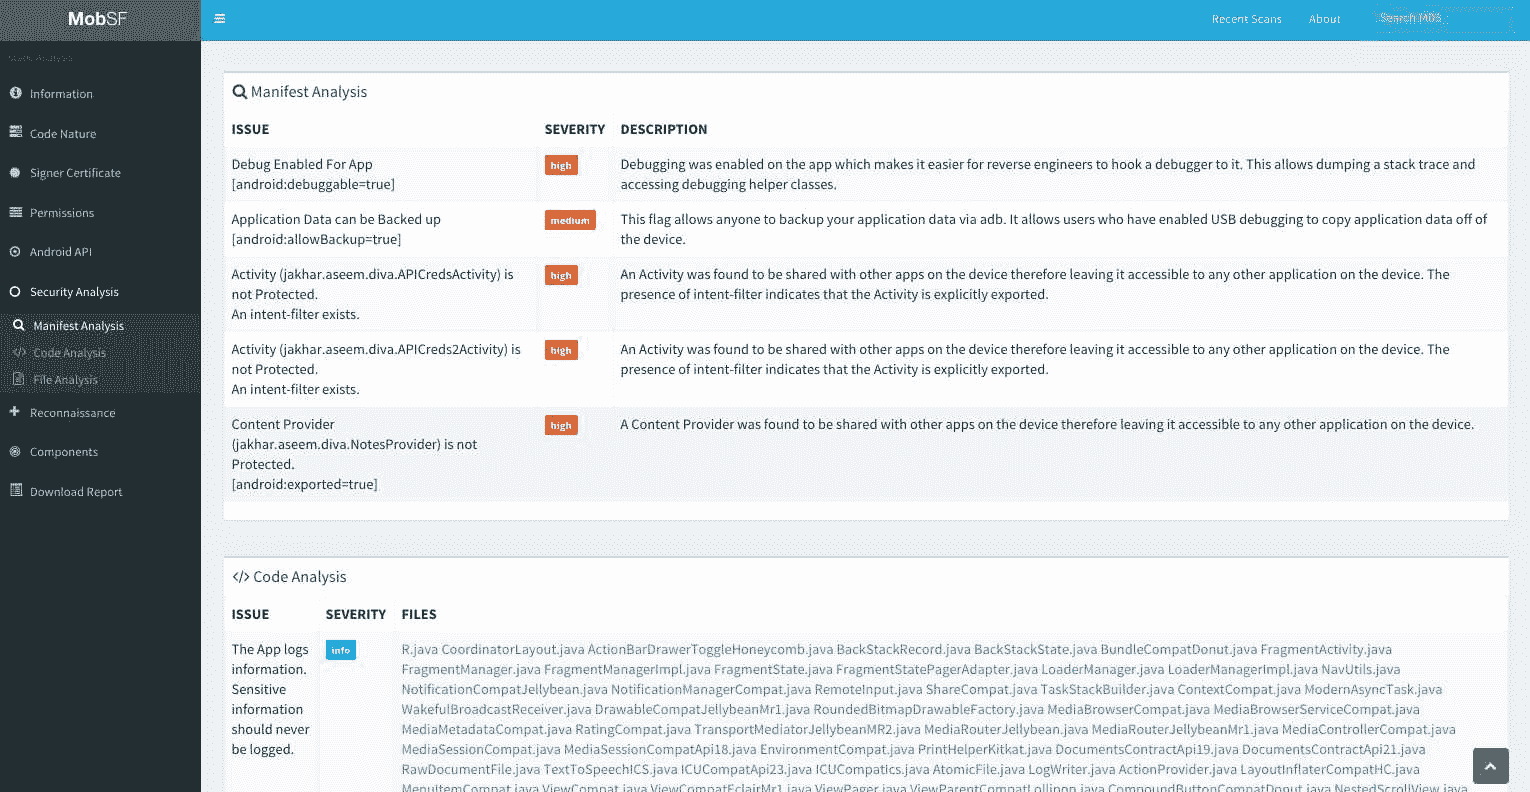 MobSF
Recent Scans
About
Search MD5
Static Analysis
Information
Code Nature
Signer Certificate
Permissions
Android API
Security Analysis
Manifest Analysis
Code Analysis
File Analysis
Reconnaissance
Components
Download Report
Manifest Analysis
ISSUE SEVERITY DESCRIPTION
Debug Enabled For App
[android:debuggable=true]
high
Debugging was enabled on the app which makes it easier for reverse engineers to hook a debugger to it. This allows dumping a stack trace and
accessing debugging helper classes.
Application Data can be Backed up
[android:allowBackup=true]
medium
This flag allows anyone to backup your application data via adb. It allows users who have enabled USB debugging to copy application data off of
the device.
Activity (jakhar.aseem.diva.APICredsActivity) is
not Protected.
An intent-filter exists.
high
An Activity was found to be shared with other apps on the device therefore leaving it accessible to any other application on the device. The
presence of intent-filter indicates that the Activity is explicitly exported.
Activity (jakhar.aseem.diva.APICreds2Activity) is
not Protected.
An intent-filter exists.
high
An Activity was found to be shared with other apps on the device therefore leaving it accessible to any other application on the device. The
presence of intent-filter indicates that the Activity is explicitly exported.
Content Provider
(jakhar.aseem.diva.NotesProvider) is not
Protected.
[android:exported=true]
high
A Content Provider was found to be shared with other apps on the device therefore leaving it accessible to any other application on the device.
</> Code Analysis
ISSUE SEVERITY FILES
The App logs
information.
Sensitive
information
should never
be logged.
info
R.java CoordinatorLayout.java ActionBarDrawerToggleHoneycomb.java BackStackRecord.java BackStackState.java BundleCompatDonut.java FragmentActivity.java
FragmentManager.java FragmentManagerImpl.java FragmentState.java FragmentStatePagerAdapter.java LoaderManager.java LoaderManagerImpl.java NavUtils.java
NotificationCompatJellybean.java NotificationManagerCompat.java RemoteInput.java ShareCompat.java TaskStackBuilder.java ContextCompat.java ModernAsyncTask.java
WakefulBroadcastReceiver.java DrawableCompatJellybeanMr1.java RoundedBitmapDrawableFactory.java MediaBrowserCompat.java MediaBrowserServiceCompat.java
MediaMetadataCompat.java RatingCompat.java TransportMediatorJellybeanMR2.java MediaRouterJellybean.java MediaRouterJellybeanMr1.java MediaControllerCompat.java
MediaSessionCompat.java MediaSessionCompatApi18.java EnvironmentCompat.java PrintHelperKitkat.java DocumentsContractApi19.java DocumentsContractApi21.java
RawDocumentFile.java TextToSpeechICS.java ICUCompatApi23.java ICUCompatIcs.java AtomicFile.java LogWriter.java ActionProvider.java LayoutInflaterCompatHC.java
MenuItemCompat.java ViewCompat.java ViewCompatEclairMr1.java ViewPager.java ViewParentCompatLollipop.java CompoundButtonCompatDonut.java NestedScrollView.java